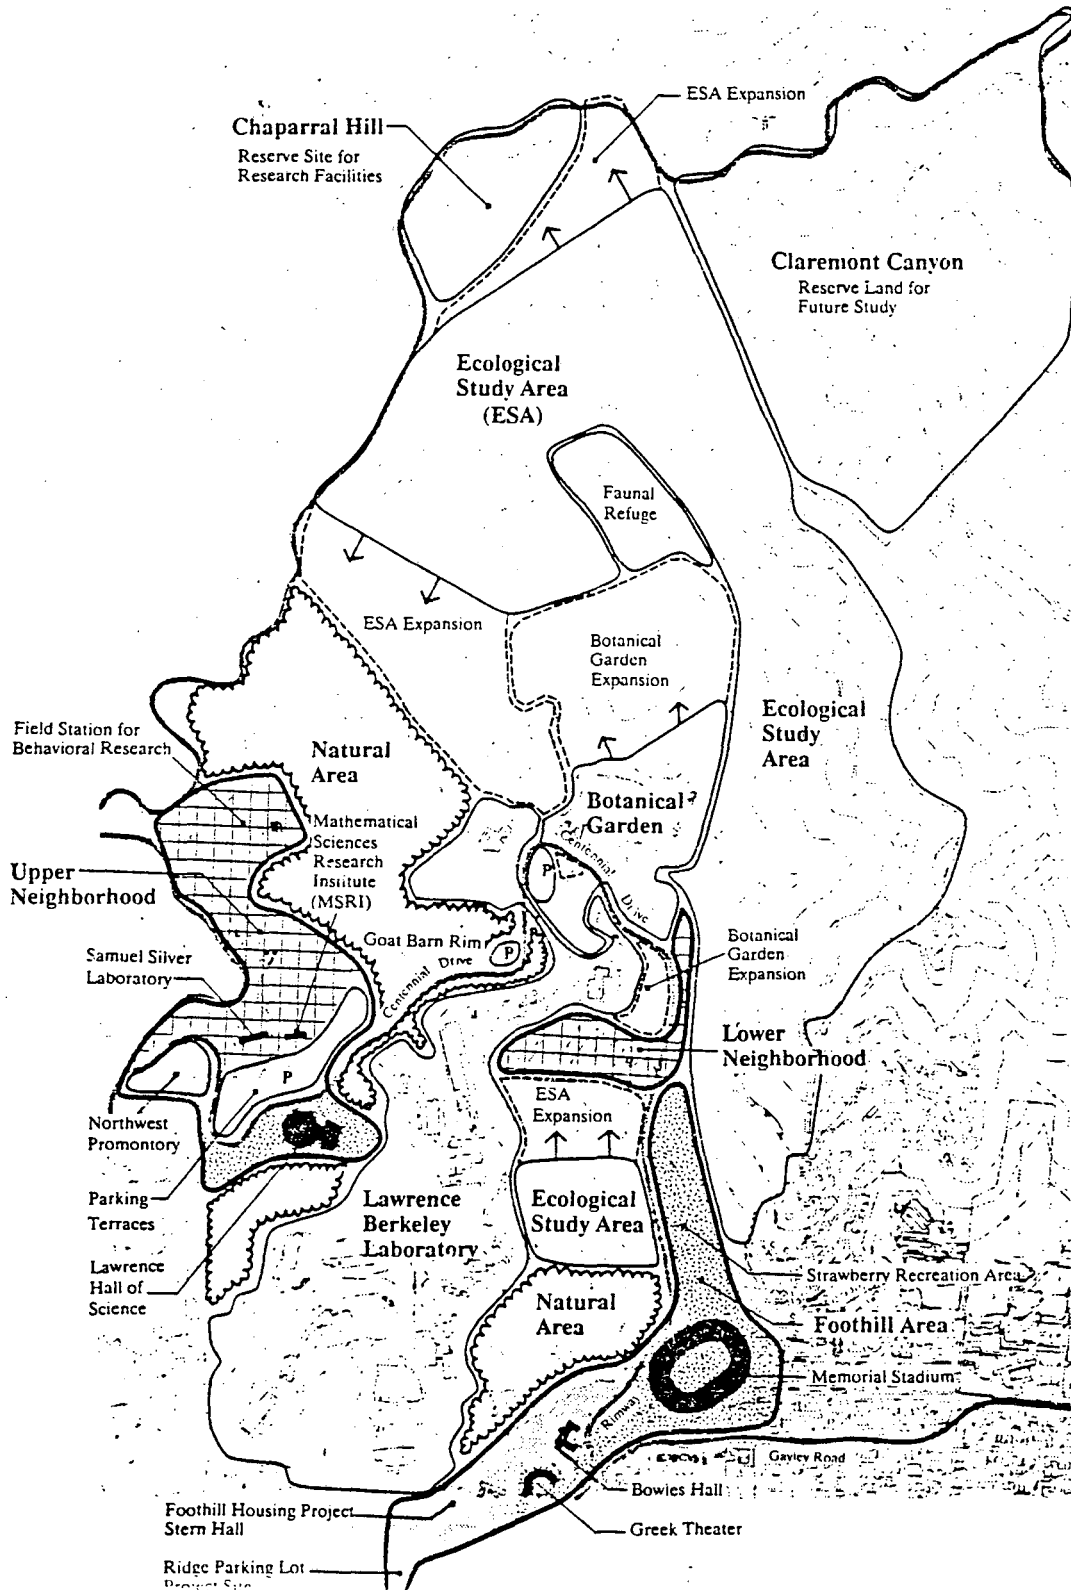 ESA Expansion
Chaparral Hill
Reserve Site for
Research Facilities
Claremont Canyon
Reserve Land for
Future Study
Ecological
Study Area
(ESA)
Faunal
Refuge
ESA Expansion
Botanical
Garden
Expansion
Ecological
Study
Area
Field Station for
Behavioral Research
Natural
Area
Botanical
Garden
Mathematical
Sciences
Research
Institute
(MSRI)
Centennial
Drive
P
Upper
Neighborhood
Goat Barn Rim
P
Centennial
Drive
Botanical
Garden
Expansion
Samuel Silver
Laboratory
Lower
Neighborhood
P
ESA
Expansion
Northwest
Promontory
Parking
Terraces
Lawrence
Berkeley
Laboratory
Ecological
Study Area
Lawrence
Hall of
Science
Strawberry Recreation Area
Natural
Area
Foothill Area
Memorial Stadium
Rimway
Gayley Road
Bowles Hall
Foothill Housing Project
Stern Hall
Greek Theater
Ridge Parking Lot
Project Site